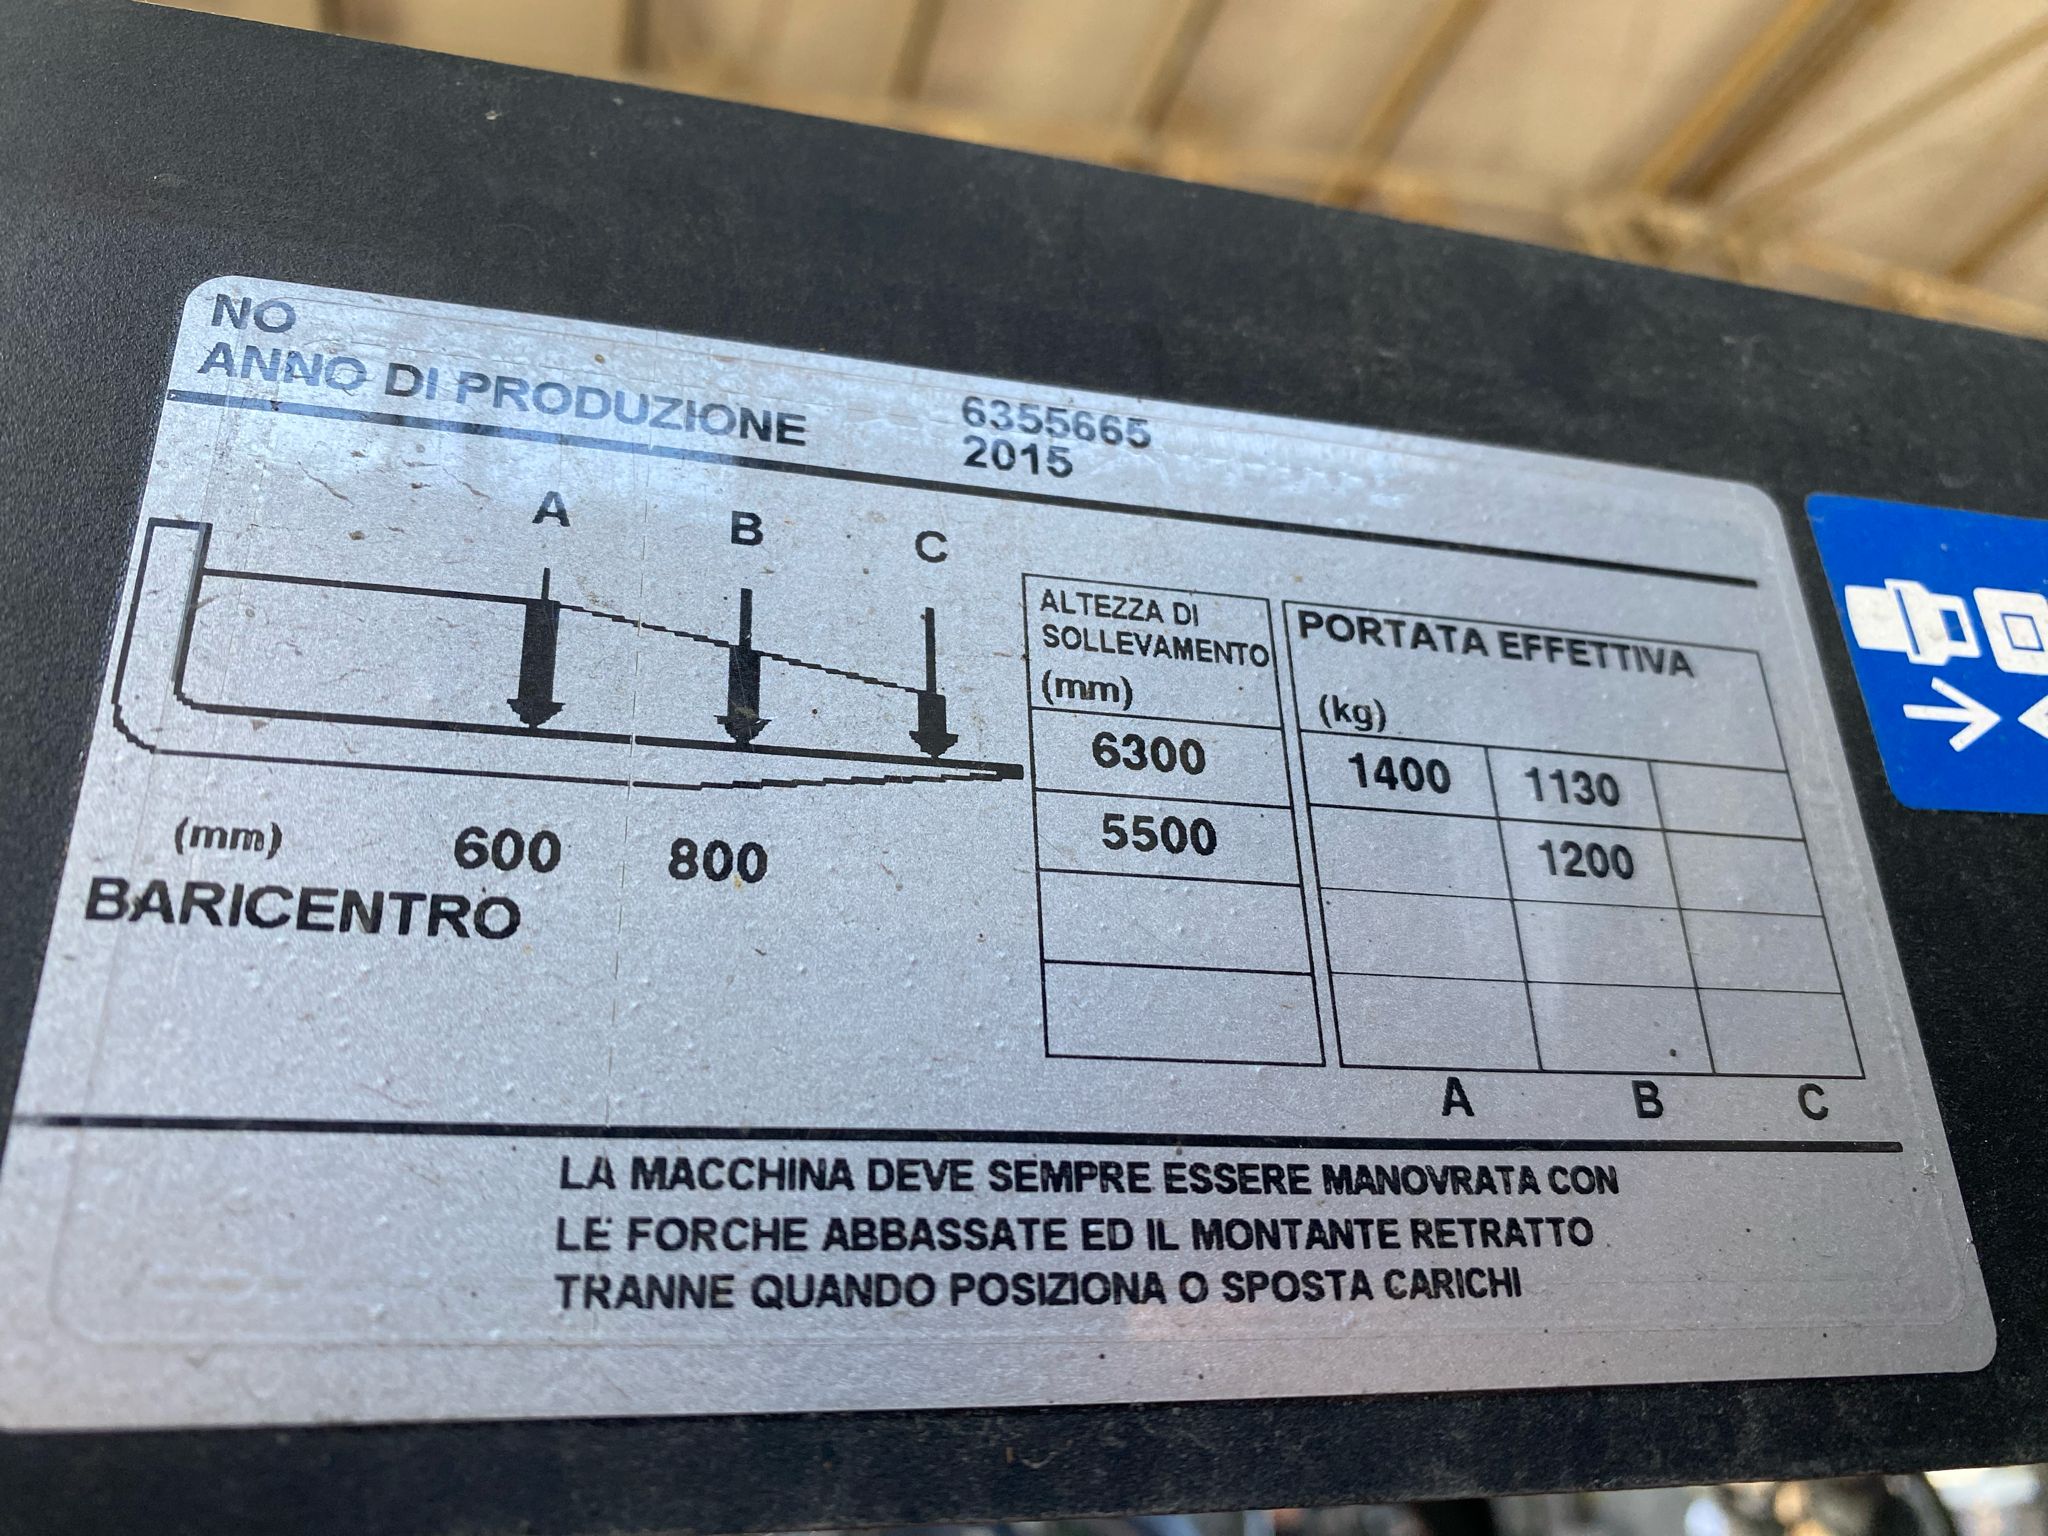 NO 6355665
ANNO DI PRODUZIONE 2015
A B C
(mm) 600 800
BARICENTRO
ALTEZZA DI
SOLLEVAMENTO
(mm)
6300
5500
PORTATA EFFETTIVA
(kg)
1400 1130
1200
A B C
LA MACCHINA DEVE SEMPRE ESSERE MANOVRATA CON
LE FORCHE ABBASSATE ED IL MONTANTE RETRATTO
TRANNE QUANDO POSIZIONA O SPOSTA CARICHI